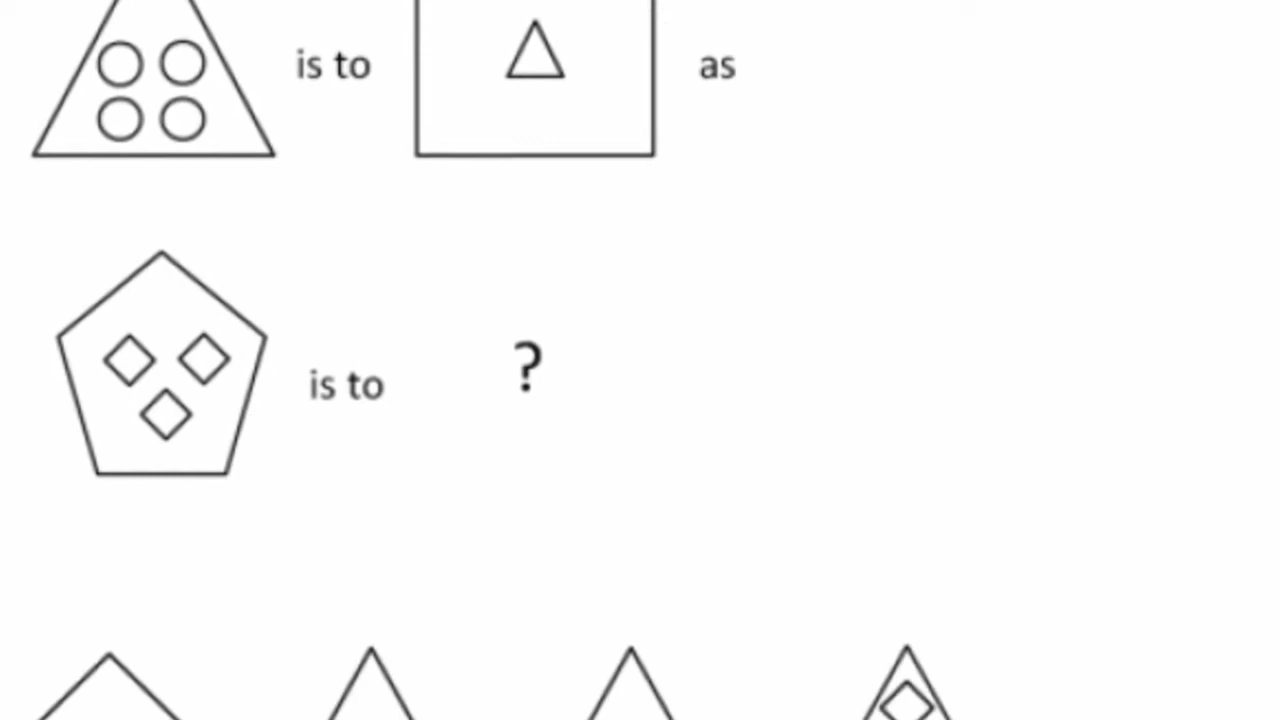 is to as
is to ?